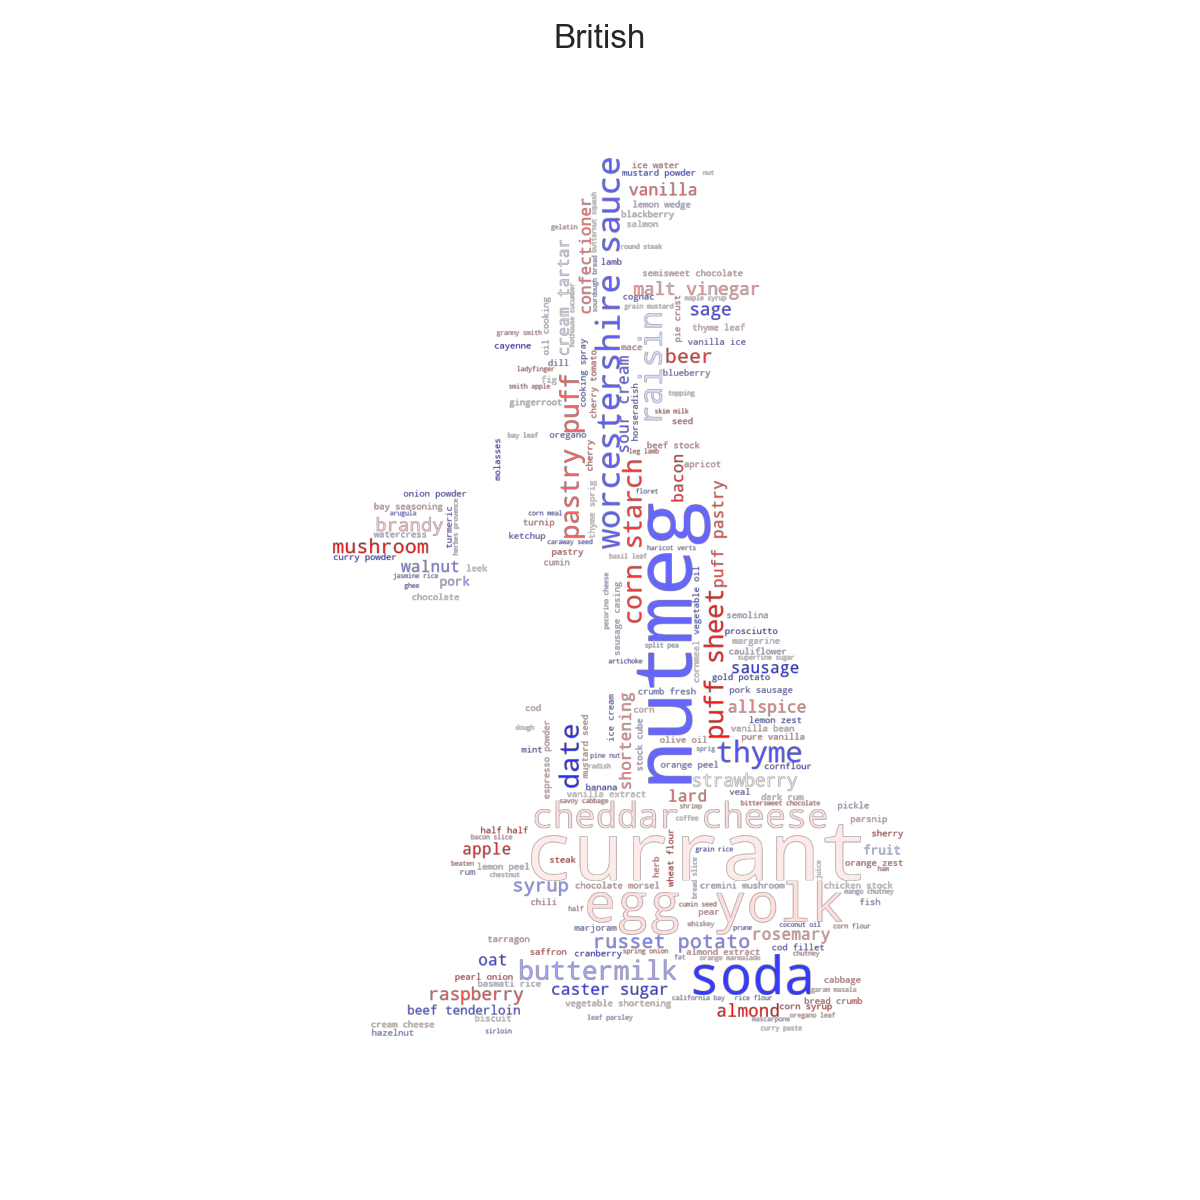 British
ice water
mustard powder
nut
vanilla
lemon wedge
blackberry
salmon
worcestershire sauce
confectioner
butternut squash
sourdough bread
gelatin
round steak
lamb
cream tartar
hothouse cucumber
oil cooking
semisweet chocolate
malt vinegar
cognac
maple syrup
grain mustard
pie crust
sage
thyme leaf
vanilla ice
raisin
granny smith
cayenne
dill
cooking spray
mace
beer
ladyfinger
fig
smith apple
cherry tomato
sour cream
blueberry
gingerroot
pastry puff
horseradish
topping
skim milk
seed
bay leaf
oregano
cherry
leg lamb
beef stock
molasses
bacon
apricot
corn starch
onion powder
bay seasoning
arugula
brandy
watercress
turmeric
herbes provence
mushroom
curry powder
walnut
leek
jasmine rice
ghee
pork
chocolate
thyme sprig
floret
nutmeg
puff pastry
corn meal
turnip
ketchup
caraway seed
pastry
cumin
basil leaf
haricot verts
pecorino cheese
sausage casing
vegetable oil
puff sheet
semolina
prosciutto
margarine
cauliflower
superfine sugar
split pea
artichoke
cornmeal
sausage
gold potato
crumb fresh
pork sausage
allspice
cod
ice cream
shortening
corn
lemon zest
vanilla bean
dough
espresso powder
date
mustard seed
stock cube
olive oil
pure vanilla
mint
pine nut
sprig
thyme
radish
orange peel
cornflour
banana
strawberry
vanilla extract
lard
veal
dark rum
savoy cabbage
shrimp
bittersweet chocolate
pickle
cheddar cheese
coffee
parsnip
half half
bacon slice
currant
sherry
apple
grain rice
fruit
beaten
lemon peel
steak
herb
wheat flour
bread slice
juice
orange zest
ham
rum
chestnut
syrup
chocolate morsel
cremini mushroom
chicken stock
mango chutney
chili
half
egg yolk
cumin seed
pear
fish
marjoram
whiskey
prune
coconut oil
corn flour
tarragon
russet potato
rosemary
saffron
cranberry
spring onion
almond extract
cod fillet
chutney
oat
fat
orange marmalade
pearl onion
basmati rice
buttermilk
soda
cabbage
garam masala
raspberry
caster sugar
california bay
rice flour
bread crumb
beef tenderloin
vegetable shortening
almond
corn syrup
oregano leaf
cream cheese
biscuit
leaf parsley
mascarpone
hazelnut
sirloin
curry paste